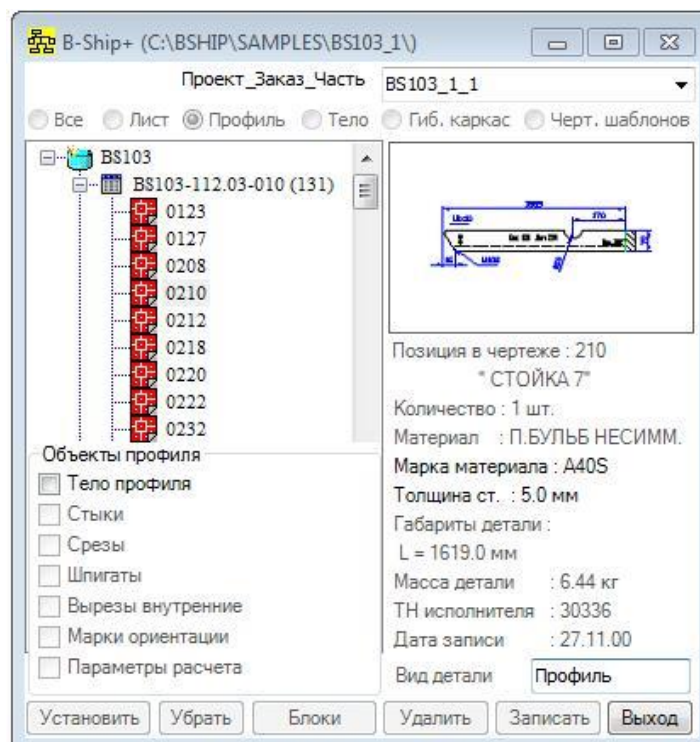 B-Ship+ (C:\BSHIP\SAMPLES\BS103_1\)
Проект_Заказ_Часть BS103_1_1
Все Лист Профиль Тело Гиб. каркас Черт. шаблонов
BS103
BS103-112.03-010 (131)
0123
0127
0208
0210
0212
0218
0220
0222
0232
170
Позиция в чертеже : 210
" СТОЙКА 7"
Количество : 1 шт.
Материал : П.БУЛЬБ НЕСИММ.
Марка материала : A40S
Толщина ст. : 5.0 мм
Габариты детали :
L = 1619.0 мм
Масса детали : 6.44 кг
ТН исполнителя : 30336
Дата записи : 27.11.00
Вид детали Профиль
Объекты профиля
Тело профиля
Стыки
Срезы
Шпигаты
Вырезы внутренние
Марки ориентации
Параметры расчета
Установить Убрать Блоки Удалить Записать Выход